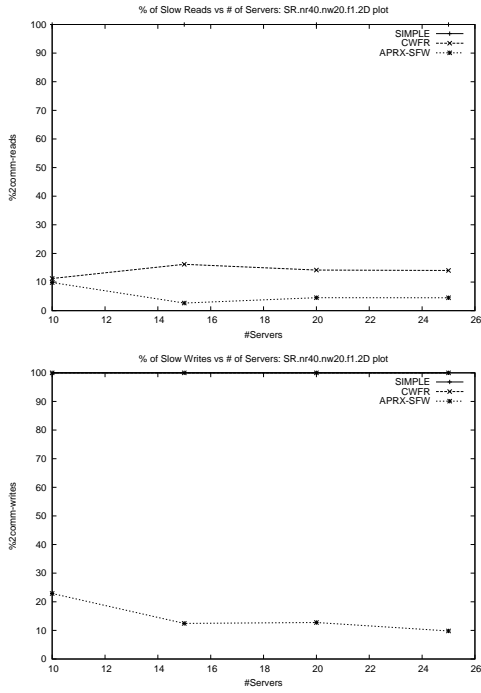 % of Slow Reads vs # of Servers: SR.nr40.nw20.f1.2D plot
100
90
80
70
60
50
40
30
20
10
0
%2comm-reads
SIMPLE
CWFR
APRX-SFW
10 12 14 16 18 20 22 24 26
#Servers
% of Slow Writes vs # of Servers: SR.nr40.nw20.f1.2D plot
100
90
80
70
60
50
40
30
20
10
0
%2comm-writes
SIMPLE
CWFR
APRX-SFW
10 12 14 16 18 20 22 24 26
#Servers